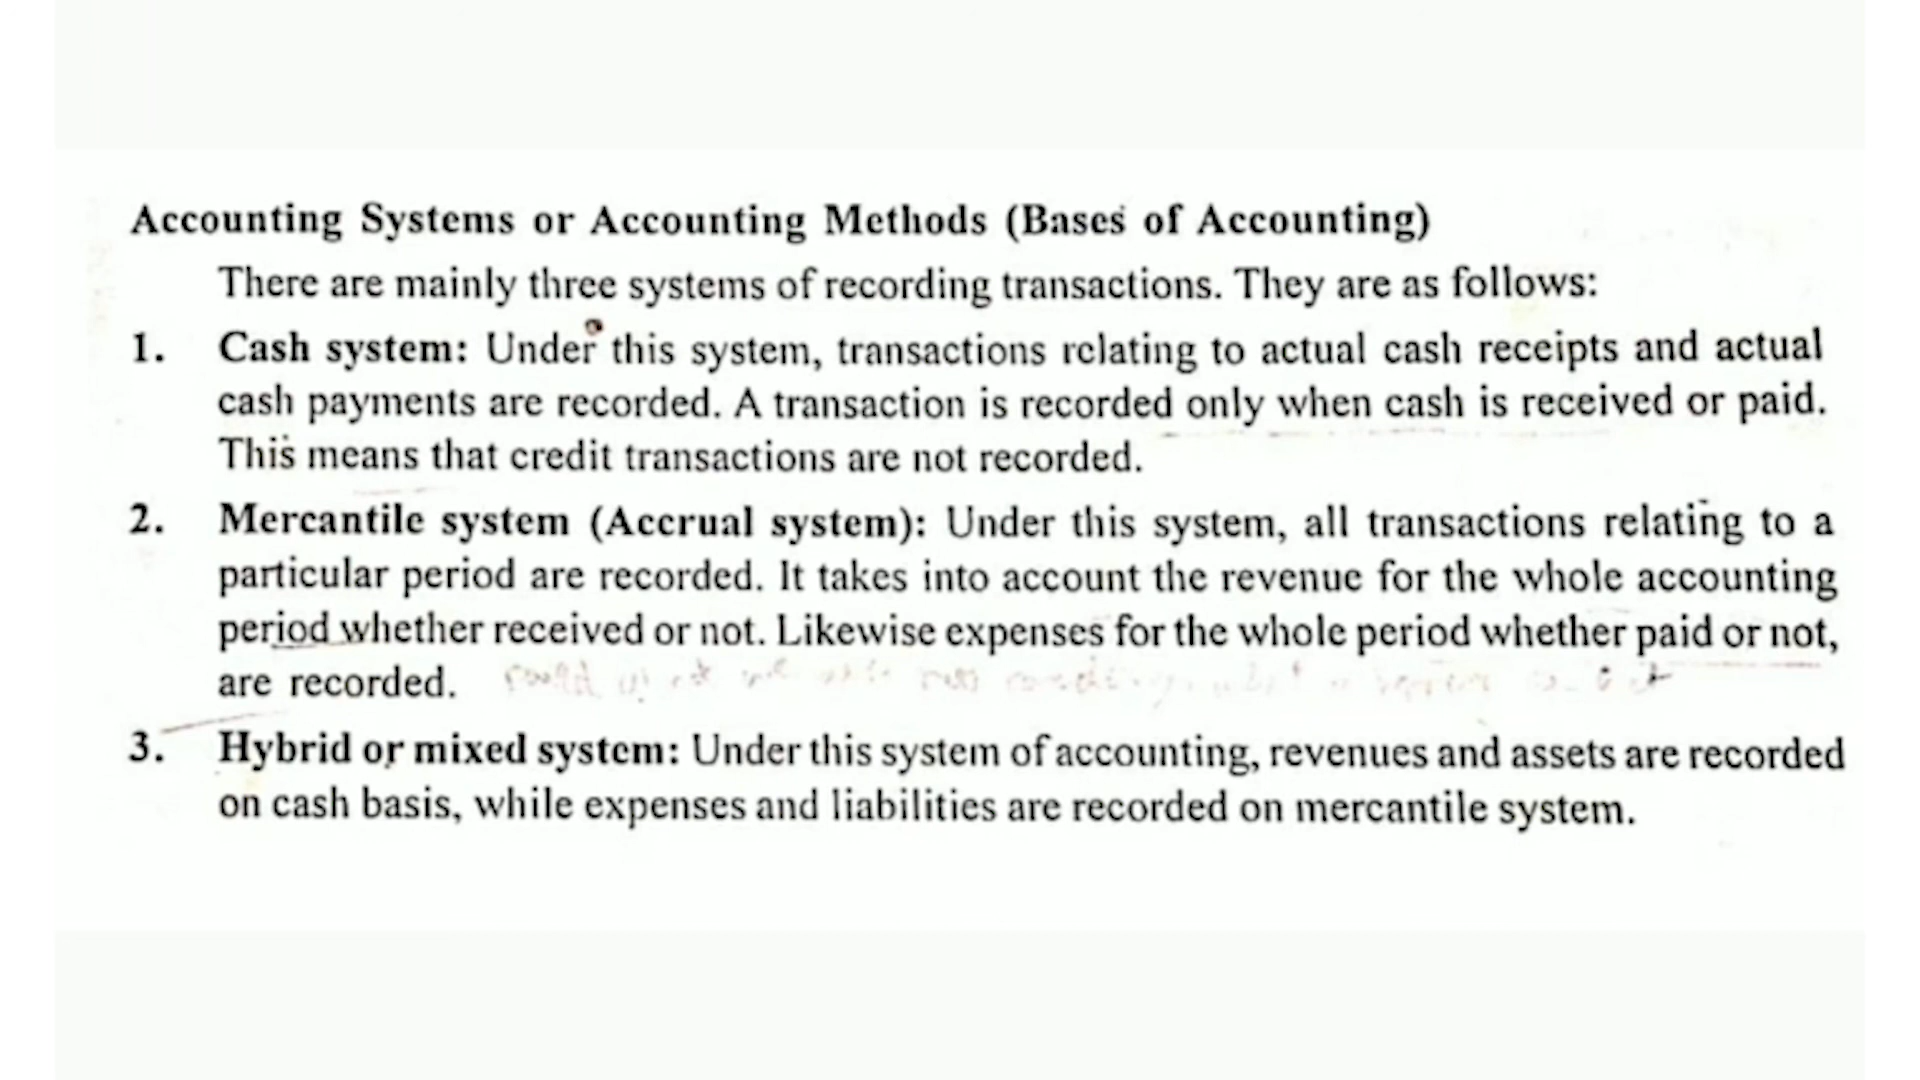 Accounting Systems or Accounting Methods (Bases of Accounting)
There are mainly three systems of recording transactions. They are as follows:
1. Cash system: Under this system, transactions relating to actual cash receipts and actual
cash payments are recorded. A transaction is recorded only when cash is received or paid.
This means that credit transactions are not recorded.
2. Mercantile system (Accrual system): Under this system, all transactions relating to a
particular period are recorded. It takes into account the revenue for the whole accounting
period whether received or not. Likewise expenses for the whole period whether paid or not,
are recorded.
3. Hybrid or mixed system: Under this system of accounting, revenues and assets are recorded
on cash basis, while expenses and liabilities are recorded on mercantile system.